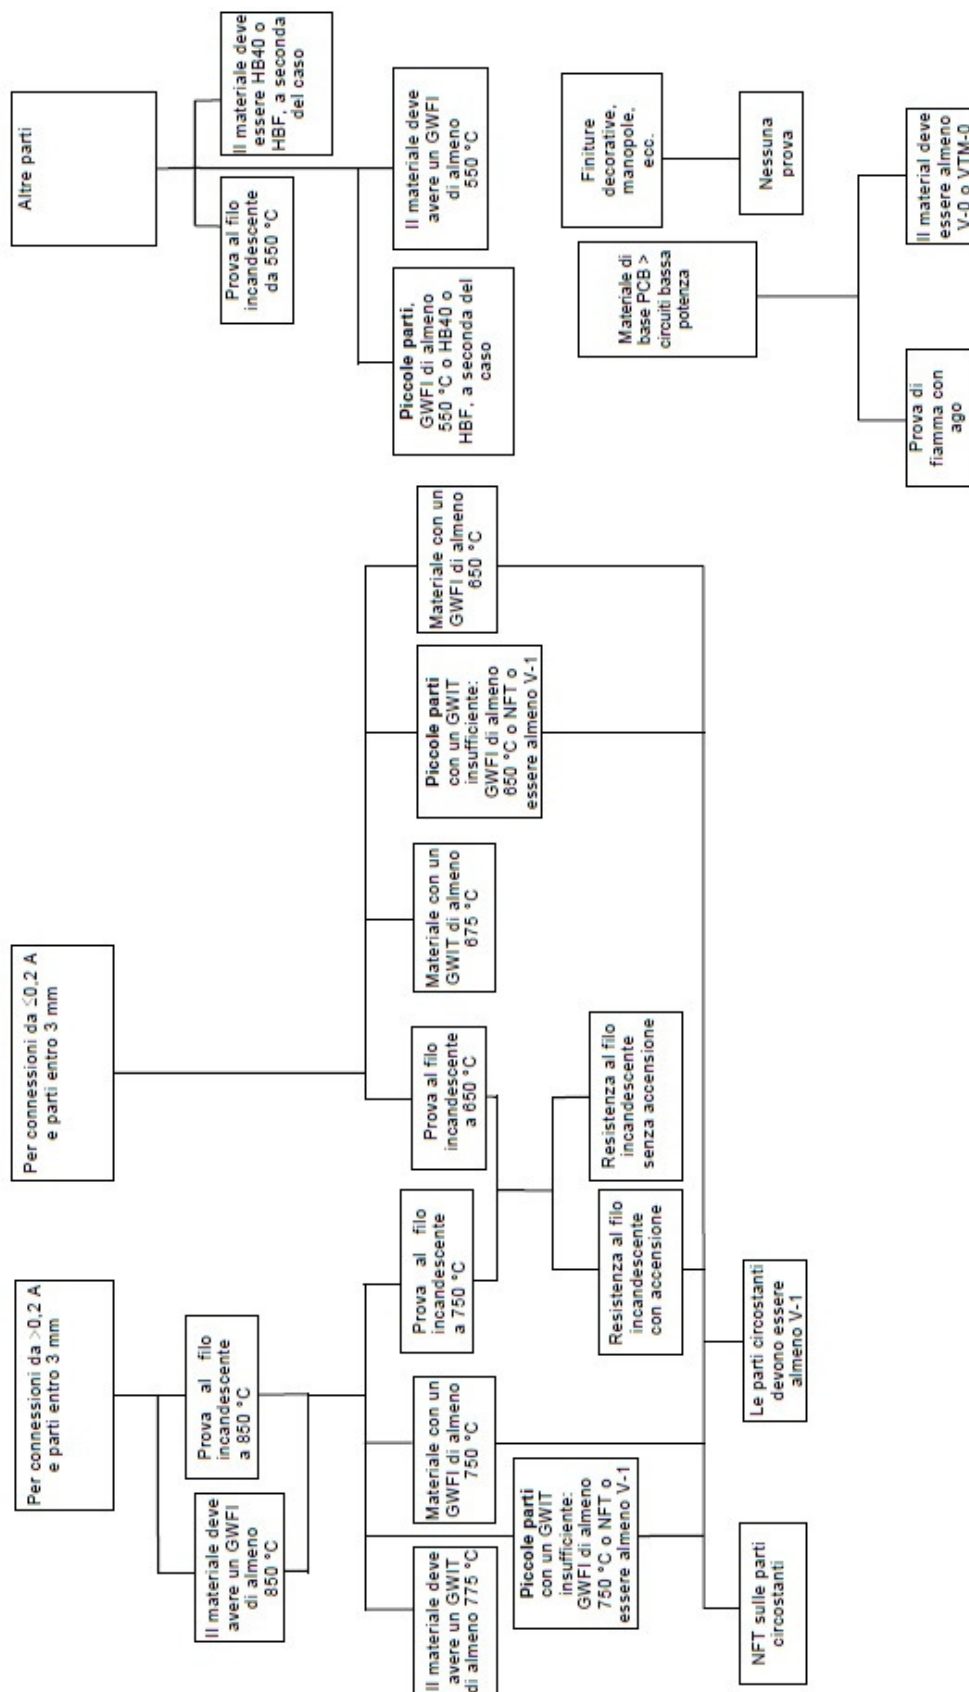 Per connessioni da >0,2 A
e parti entro 3 mm
Per connessioni da ≤0,2 A
e parti entro 3 mm
Altre parti
Il materiale deve
avere un GWFI
di almeno
850 °C
Prova al filo
incandescente
a 850 °C
Prova al filo
incandescente
da 550 °C
Il materiale deve
essere HB40 o
HBF, a seconda
del caso
Il materiale deve
avere un GWIT
di almeno 775 °C
Materiale con un
GWFI di almeno
750 °C
Prova al filo
incandescente
a 750 °C
Prova al filo
incandescente
a 650 °C
Materiale con un
GWIT di almeno
675 °C
Piccole parti
con un GWIT
insufficiente:
GWFI di almeno
650 °C o NFT o
essere almeno V-1
Materiale con un
GWFI di almeno
650 °C
Piccole parti,
GWFI di almeno
550 °C o HB40 o
HBF, a seconda del
caso
Il materiale deve
avere un GWFI
di almeno
550 °C
Piccole parti
con un GWIT
insufficiente:
GWFI di almeno
750 °C o NFT o
essere almeno V-1
Resistenza al filo
incandescente
con accensione
Resistenza al filo
incandescente
senza accensione
Materiale di
base PCB >
circuiti bassa
potenza
Finiture
decorative,
manopole,
ecc.
NFT sulle parti
circostanti
Le parti circostanti
devono essere
almeno V-1
Nessuna
prova
Prova di
fiamma con
ago
Il material deve
essere almeno
V-0 o VTM-0